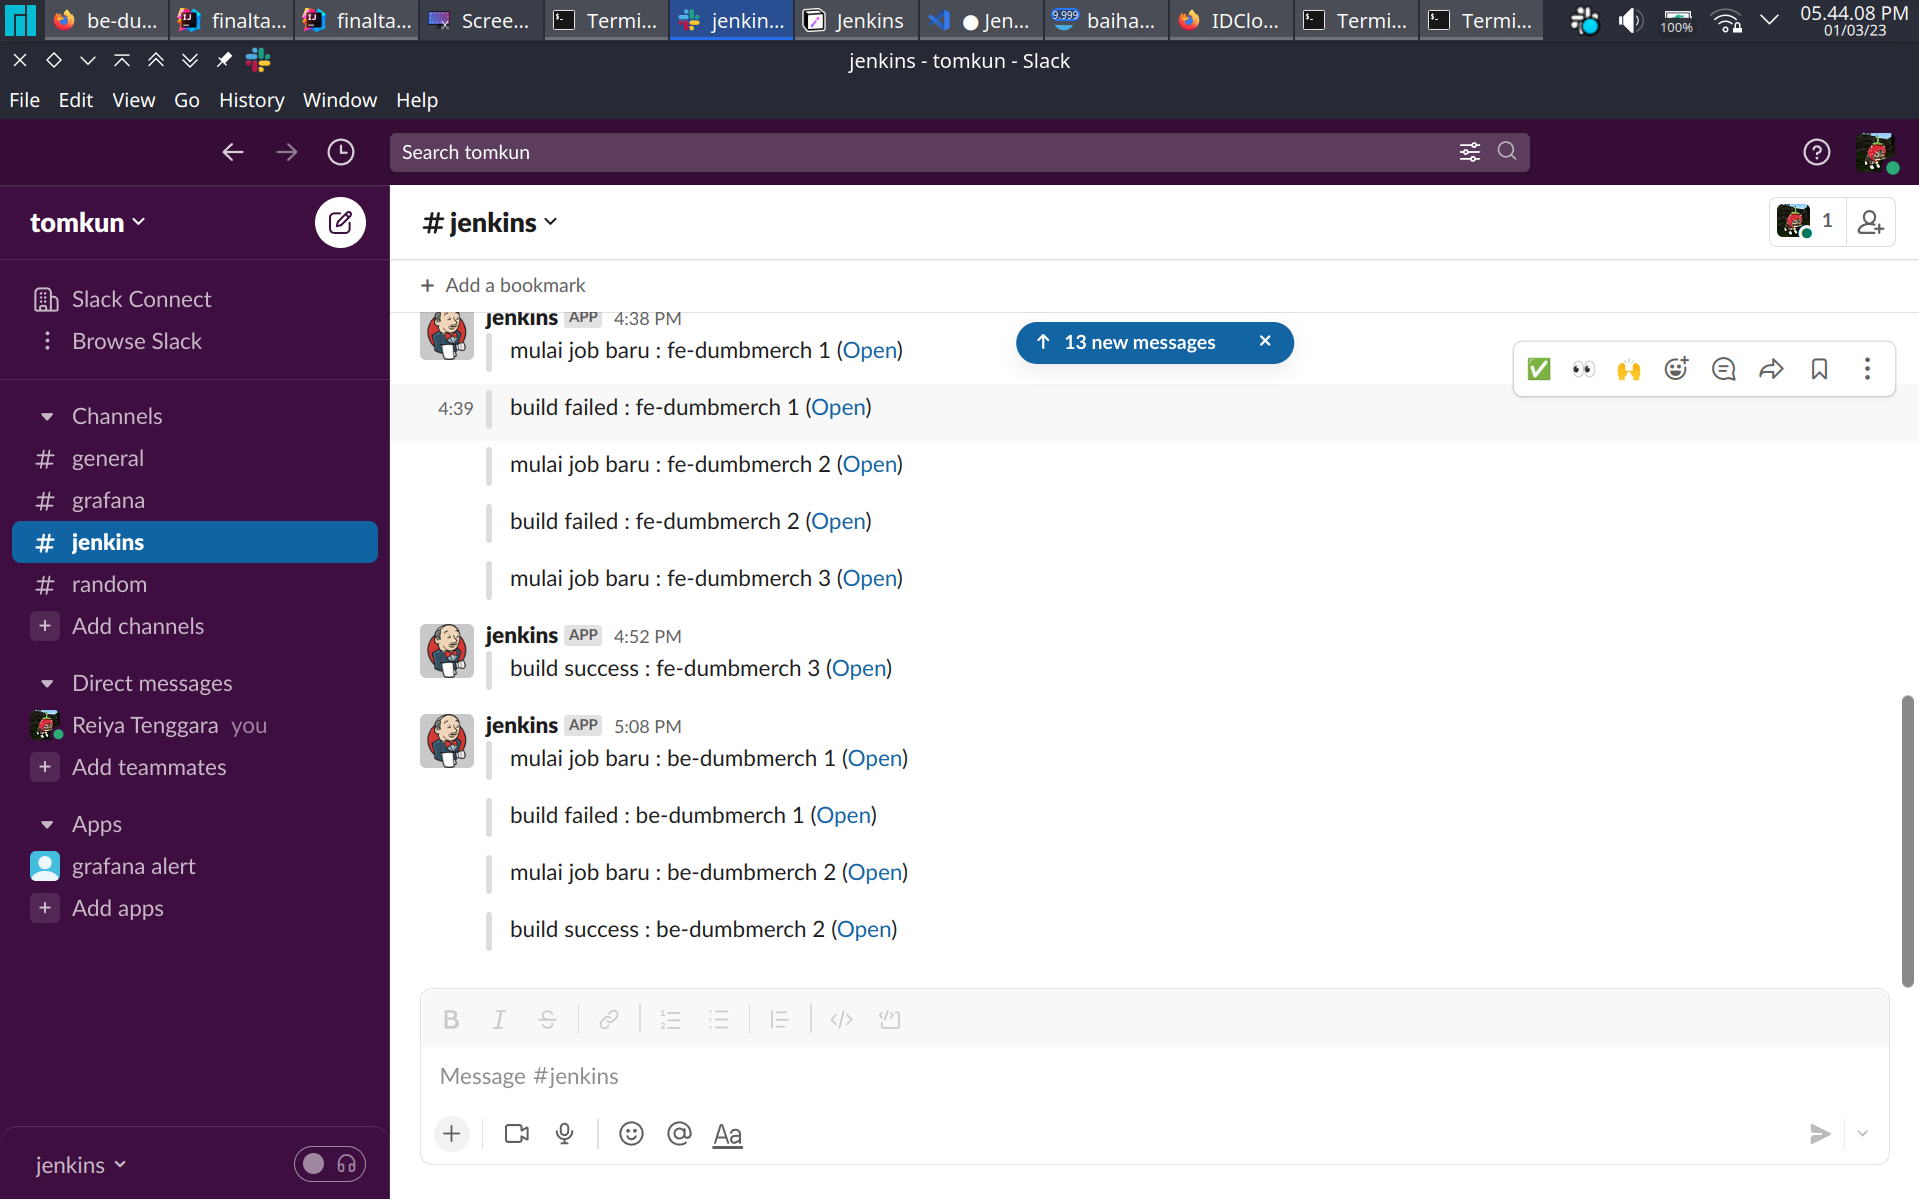 be-du...
finalta...
finalta...
Scree...
Termi...
jenkin...
Jenkins
● Jen...
9.999
baiha...
IDClo...
Termi...
Termi...
100%
05.44.08 PM
01/03/23
jenkins - tomkun - Slack
File Edit View Go History Window Help
Search tomkun
tomkun
# jenkins
1
Slack Connect
Browse Slack
Channels
# general
# grafana
# jenkins
# random
+ Add channels
Direct messages
Reiya Tenggara you
+ Add teammates
Apps
grafana alert
+ Add apps
jenkins
+ Add a bookmark
jenkins APP 4:38 PM
mulai job baru : fe-dumbmerch 1 (Open)
↑ 13 new messages ×
4:39 build failed : fe-dumbmerch 1 (Open)
mulai job baru : fe-dumbmerch 2 (Open)
build failed : fe-dumbmerch 2 (Open)
mulai job baru : fe-dumbmerch 3 (Open)
jenkins APP 4:52 PM
build success : fe-dumbmerch 3 (Open)
jenkins APP 5:08 PM
mulai job baru : be-dumbmerch 1 (Open)
build failed : be-dumbmerch 1 (Open)
mulai job baru : be-dumbmerch 2 (Open)
build success : be-dumbmerch 2 (Open)
B I S
Message #jenkins
+ @ Aa